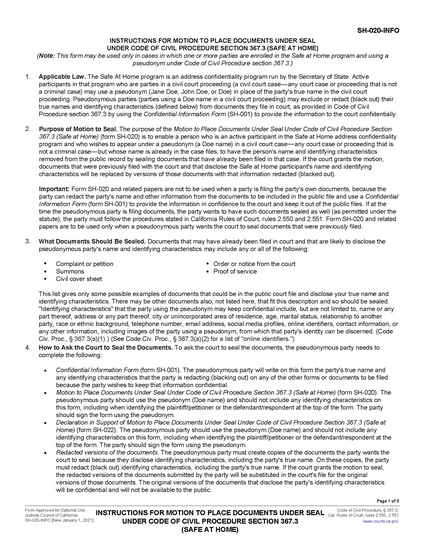 SH-020-INFO
INSTRUCTIONS FOR MOTION TO PLACE DOCUMENTS UNDER SEAL
UNDER CODE OF CIVIL PROCEDURE SECTION 367.3 (SAFE AT HOME)
(Note: This form may be used only in cases in which one or more parties are enrolled in the Safe at Home program and using a
pseudonym under Code of Civil Procedure section 367.3.)
1. Applicable Law. The Safe At Home program is an address confidentiality program run by the Secretary of State. Active
participants in that program who are parties in a civil court proceeding (a civil court case—any court case or proceeding that is not
a criminal case) may use a pseudonym (Jane Doe, John Doe, or Doe) in place of the party's true name in the civil court
proceeding. Pseudonymous parties (parties using a Doe name in a civil court proceeding) may exclude or redact (black out) their
true names and identifying characteristics (defined below) from documents they file in court, as provided in Code of Civil
Procedure section 367.3 by using the Confidential Information Form (SH-001) to provide the information to the court confidentially.
2. Purpose of Motion to Seal. The purpose of the Motion to Place Documents Under Seal Under Code of Civil Procedure Section
367.3 (Safe at Home) (form SH-020) is to enable a person who is an active participant in the Safe at Home address confidentiality
program and who wishes to appear under a pseudonym (a Doe name) in a civil court case—any court case or proceeding that is
not a criminal case—but whose name is already in the case files, to have the person's name and identifying characteristics
removed from the public record by sealing documents that have already been filed in that case. If the court grants the motion,
documents that were previously filed with the court and that disclose the Safe at Home participant's name and identifying
characteristics will be replaced by versions of those documents with that information redacted (blacked out).
Important: Form SH-020 and related papers are not to be used when a party is filing the party's own documents, because the
party can redact the party's name and other information from the documents to be included in the public file and use a Confidential
Information Form (form SH-001) to provide the information in confidence to the court and keep it out of the public files. If at the
time the pseudonymous party is filing documents, the party wants to have such documents sealed as well (as permitted under the
statute), the party must follow the procedures stated in California Rules of Court, rules 2.550 and 2.551. Form SH-020 and related
papers are to be used only when a pseudonymous party wants the court to seal documents that were previously filed.
3. What Documents Should Be Sealed. Documents that may already been filed in court and that are likely to disclose the
pseudonymous party's name and identifying characteristics may include any or all of the following:
• Complaint or petition
• Summons
• Civil cover sheet
• Order or notice from the court
• Proof of service
This list gives only some possible examples of documents that could be in the public court file and disclose your true name and
identifying characteristics. There may be other documents also, not listed here, that fit this description and so should be sealed.
"Identifying characteristics" that the party using the pseudonym may keep confidential include, but are not limited to, name or any
part thereof, address or any part thereof, city or unincorporated area of residence, age, marital status, relationship to another
party, race or ethnic background, telephone number, email address, social media profiles, online identifiers, contact information, or
any other information, including images of the party using a pseudonym, from which that party's identity can be discerned. (Code
Civ. Proc., § 367.3(a)(1).) (See Code Civ. Proc., § 367.3(a)(2) for a list of "online identifiers.")
4. How to Ask the Court to Seal the Documents. To ask the court to seal the documents, the pseudonymous party needs to
complete the following:
• Confidential Information Form (form SH-001). The pseudonymous party will write on this form the party's true name and
any identifying characteristics that the party is redacting (blacking out) on any of the other forms or documents to be filed
because the party wishes to keep that information confidential.
• Motion to Place Documents Under Seal Under Code of Civil Procedure Section 367.3 (Safe at Home) (form SH-020). The
pseudonymous party should use the pseudonym (Doe name) and should not include any identifying characteristics on
this form, including when identifying the plaintiff/petitioner or the defendant/respondent at the top of the form. The party
should sign the form using the pseudonym.
• Declaration in Support of Motion to Place Documents Under Seal Under Code of Civil Procedure Section 367.3 (Safe at
Home) (form SH-022). The pseudonymous party should use the pseudonym (Doe name) and should not include any
identifying characteristics on this form, including when identifying the plaintiff/petitioner or the defendant/respondent at the
top of the form. The party should sign the form using the pseudonym.
• Redacted versions of the documents. The pseudonymous party must create copies of the documents the party wants the
court to seal because they disclose identifying characteristics, including the party's true name. On these copies, the party
must redact (black out) identifying characteristics, including the party's true name. If the court grants the motion to seal,
the redacted versions of the documents submitted by the party will be substituted in the court's file for the original
versions of those documents. The original versions of the documents that disclose the party's identifying characteristics
will be confidential and will not be available to the public.
Page 1 of 3
Form Approved for Optional Use
Judicial Council of California
SH-020-INFO [New January 1, 2021]
INSTRUCTIONS FOR MOTION TO PLACE DOCUMENTS UNDER SEAL
UNDER CODE OF CIVIL PROCEDURE SECTION 367.3
(SAFE AT HOME)
Code of Civil Procedure, § 367.3;
Cal. Rules of Court, rules 2.550, 2.551
www.courts.ca.gov